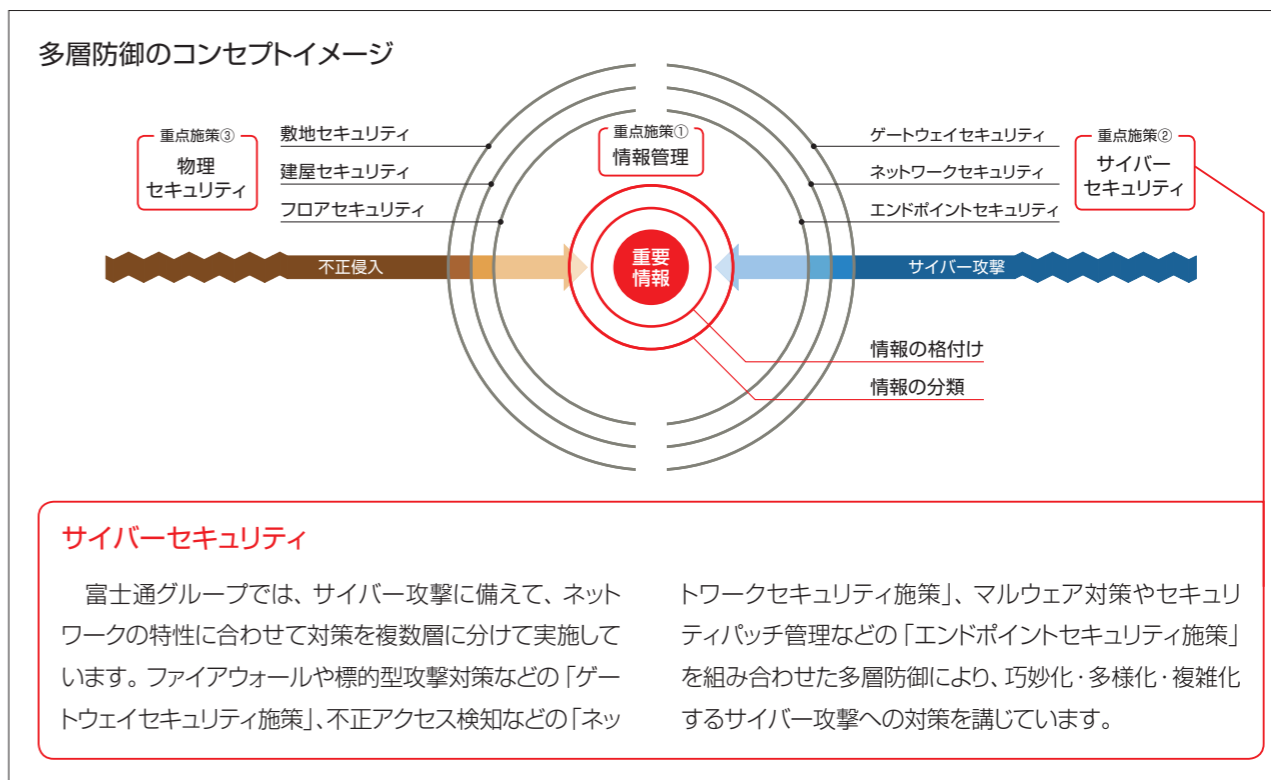 多層防御のコンセプトイメージ
重点施策③
物理
セキュリティ
敷地セキュリティ
建屋セキュリティ
フロアセキュリティ
重点施策①
情報管理
ゲートウェイセキュリティ
ネットワークセキュリティ
エンドポイントセキュリティ
重点施策②
サイバー
セキュリティ
不正侵入
重要
情報
サイバー攻撃
情報の格付け
情報の分類
サイバーセキュリティ
富士通グループでは、サイバー攻撃に備えて、ネット
ワークの特性に合わせて対策を複数層に分けて実施して
います。ファイアウォールや標的型攻撃対策などの「ゲー
トウェイセキュリティ施策」、不正アクセス検知などの「ネッ
トワークセキュリティ施策」、マルウェア対策やセキュリ
ティパッチ管理などの「エンドポイントセキュリティ施策」
を組み合わせた多層防御により、巧妙化・多様化・複雑化
するサイバー攻撃への対策を講じています。